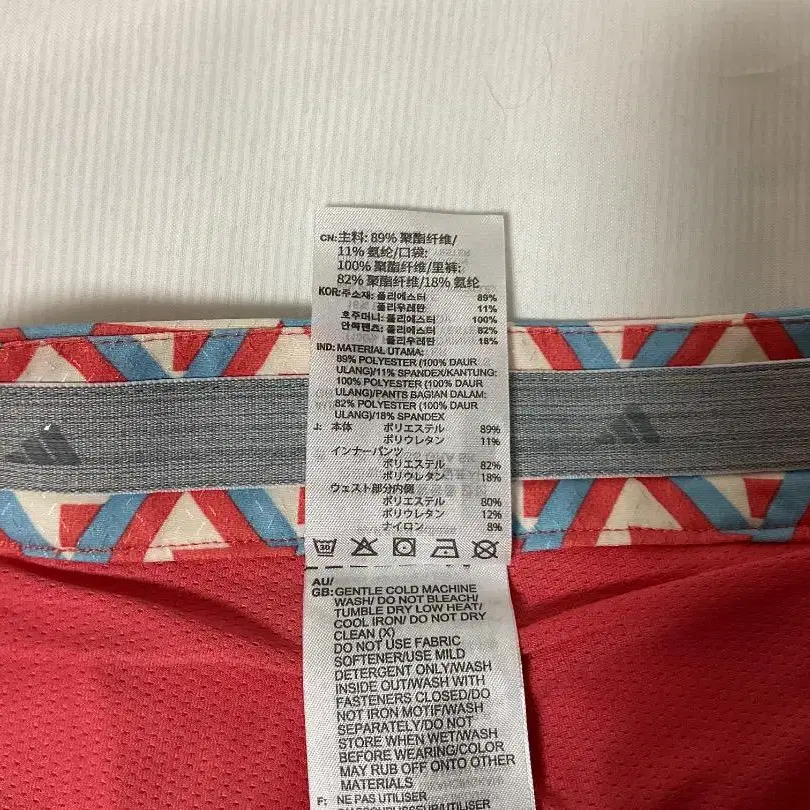 CN:主料: 89% 聚酯纤维/
11% 氨纶/口袋:
100% 聚酯纤维/里裤:
82% 聚酯纤维/18% 氨纶
KOR:주소재: 폴리에스터 89%
폴리우레탄 11%
호주머니: 폴리에스터 100%
안쪽팬츠: 폴리에스터 82%
폴리우레탄 18%
IND: MATERIAL UTAMA:
89% POLYESTER (100% DAUR
ULANG)/11% SPANDEX/KANTUNG:
100% POLYESTER (100% DAUR
ULANG)/PANTS BAGIAN DALAM:
82% POLYESTER (100% DAUR
ULANG)/18% SPANDEX
J: 本体 ポリエステル 89%
ポリウレタン 11%
インナーパンツ
ポリエステル 82%
ポリウレタン 18%
ウェスト部分内側
ポリエステル 80%
ポリウレタン 12%
ナイロン 8%
30
AU/
GB: GENTLE COLD MACHINE
WASH/ DO NOT BLEACH/
TUMBLE DRY LOW HEAT/
COOL IRON/ DO NOT DRY
CLEAN (X)
DO NOT USE FABRIC
SOFTENER/USE MILD
DETERGENT ONLY/WASH
INSIDE OUT/WASH WITH
FASTENERS CLOSED/DO
NOT IRON MOTIF/WASH
SEPARATELY/DO NOT
STORE WHEN WET/WASH
BEFORE WEARING/COLOR
MAY RUB OFF ONTO OTHER
MATERIALS
F: NE PAS UTILISER